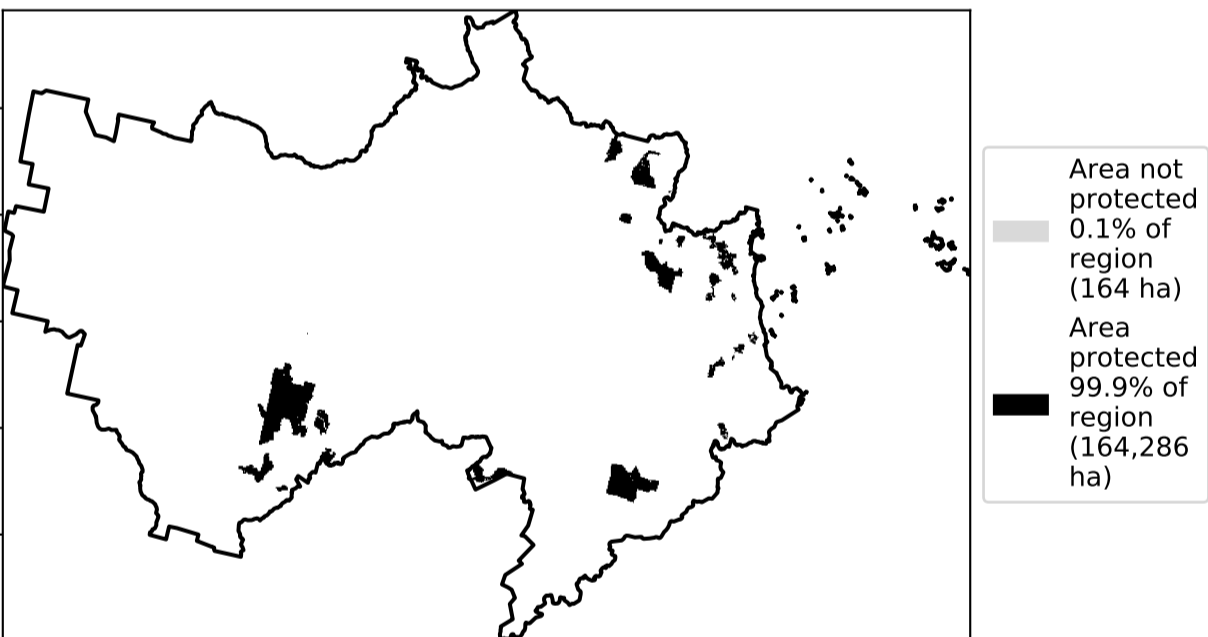 Area not
protected
0.1% of
region
(164 ha)
Area
protected
99.9% of
region
(164,286
ha)